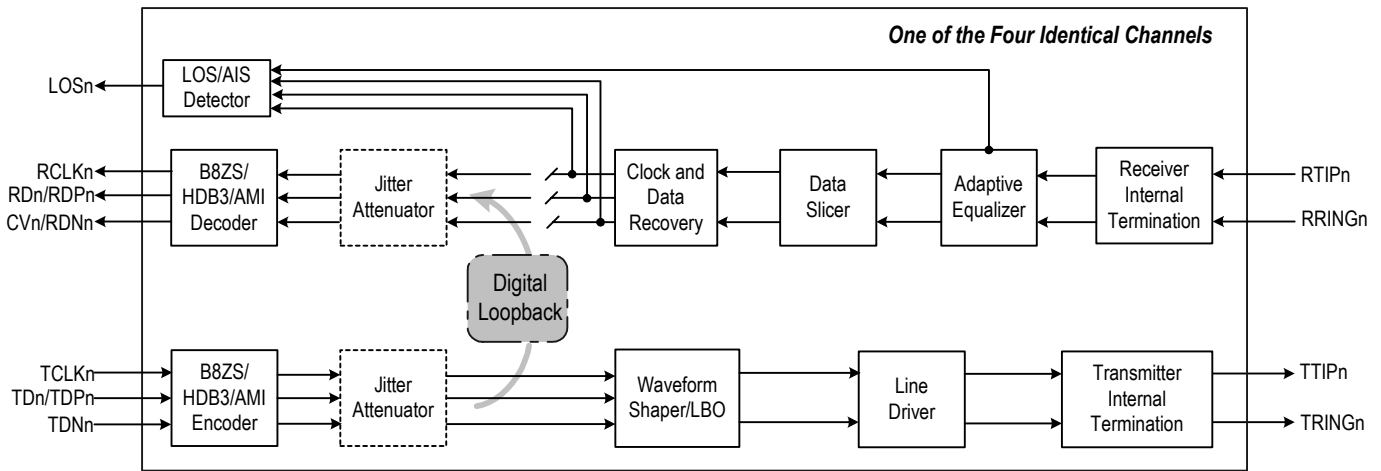 One of the Four Identical Channels
LOSn
LOS/AIS
Detector
RCLKn
RDn/RDPn
CVn/RDNn
B8ZS/
HDB3/AMI
Decoder
Jitter
Attenuator
Clock and
Data
Recovery
Data
Slicer
Adaptive
Equalizer
Receiver
Internal
Termination
RTIPn
RRINGn
Digital
Loopback
TCLKn
TDn/TDPn
TDNn
B8ZS/
HDB3/AMI
Encoder
Jitter
Attenuator
Waveform
Shaper/LBO
Line
Driver
Transmitter
Internal
Termination
TTIPn
TRINGn